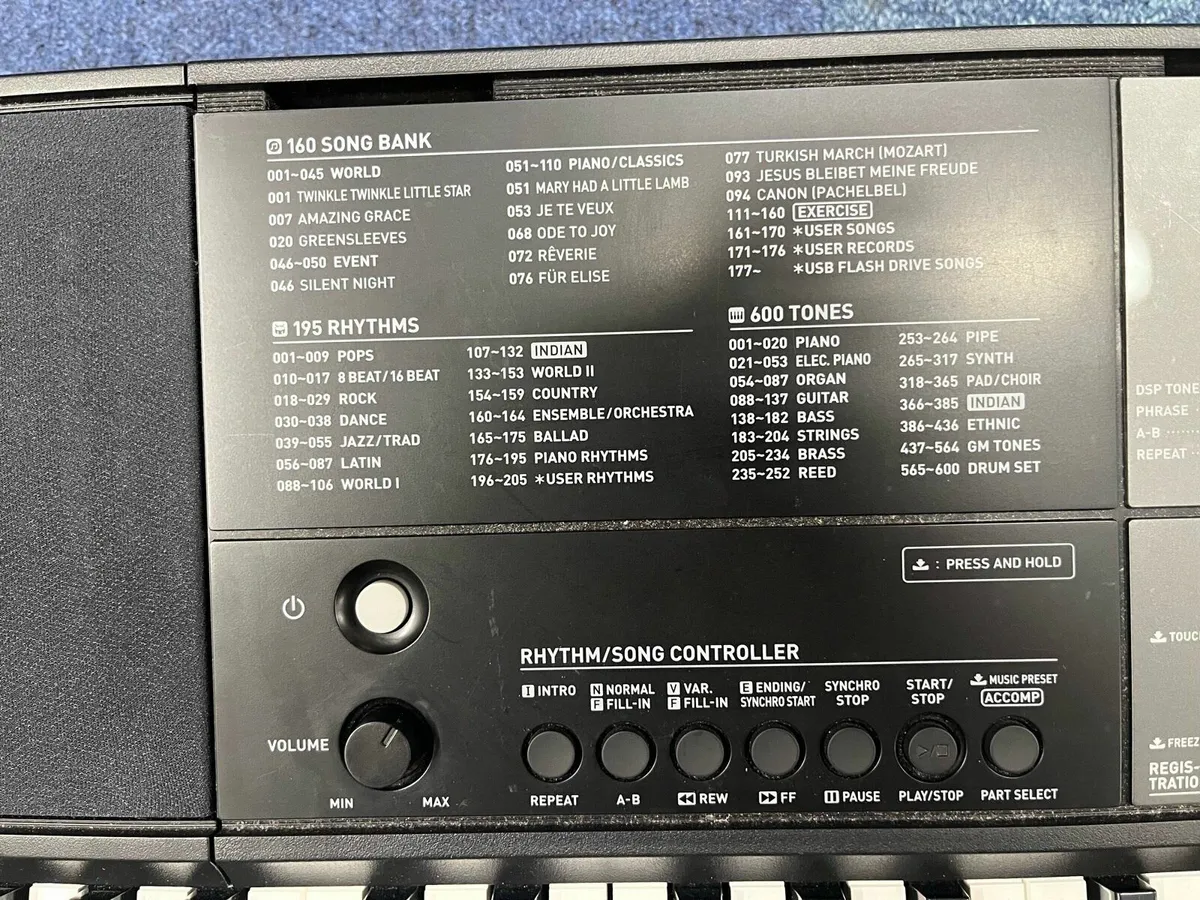 160 SONG BANK
001~045 WORLD
001 TWINKLE TWINKLE LITTLE STAR
007 AMAZING GRACE
020 GREENSLEEVES
046~050 EVENT
046 SILENT NIGHT
051~110 PIANO/CLASSICS
051 MARY HAD A LITTLE LAMB
053 JE TE VEUX
068 ODE TO JOY
072 RÊVERIE
076 FÜR ELISE
077 TURKISH MARCH (MOZART)
093 JESUS BLEIBET MEINE FREUDE
094 CANON (PACHELBEL)
111~160 EXERCISE
161~170 *USER SONGS
171~176 *USER RECORDS
177~ *USB FLASH DRIVE SONGS
195 RHYTHMS
001~009 POPS
010~017 8 BEAT/16 BEAT
018~029 ROCK
030~038 DANCE
039~055 JAZZ/TRAD
056~087 LATIN
088~106 WORLD I
107~132 INDIAN
133~153 WORLD II
154~159 COUNTRY
160~164 ENSEMBLE/ORCHESTRA
165~175 BALLAD
176~195 PIANO RHYTHMS
196~205 *USER RHYTHMS
600 TONES
001~020 PIANO
021~053 ELEC. PIANO
054~087 ORGAN
088~137 GUITAR
138~182 BASS
183~204 STRINGS
205~234 BRASS
235~252 REED
253~264 PIPE
265~317 SYNTH
318~365 PAD/CHOIR
366~385 INDIAN
386~436 ETHNIC
437~564 GM TONES
565~600 DRUM SET
DSP TONE
PHRASE
A-B
REPEAT
: PRESS AND HOLD
RHYTHM/SONG CONTROLLER
I INTRO
N NORMAL
F FILL-IN
V VAR.
F FILL-IN
E ENDING/
SYNCHRO START
SYNCHRO
STOP
START/
STOP
MUSIC PRESET
ACCOMP
VOLUME
MIN
MAX
REPEAT
A-B
REW
FF
PAUSE
PLAY/STOP
PART SELECT
TOUC
FREEZ
REGIS-
TRATIO